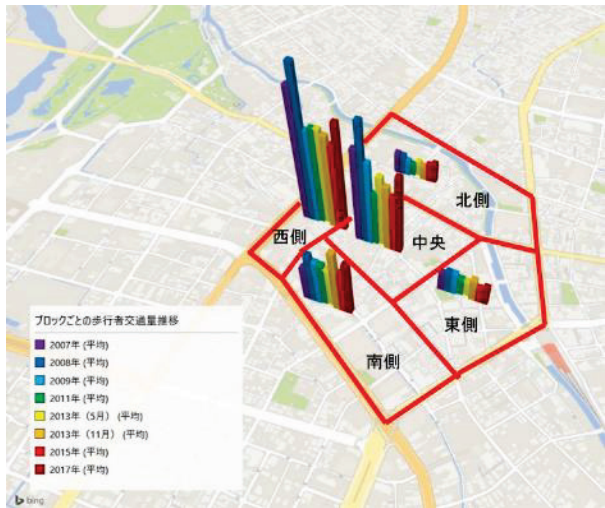 北側
西側
中央
東側
南側
ブロックごとの歩行者交通量推移
2007年 (平均)
2008年 (平均)
2009年 (平均)
2011年 (平均)
2013年（5月） (平均)
2013年（11月） (平均)
2015年 (平均)
2017年 (平均)
bing